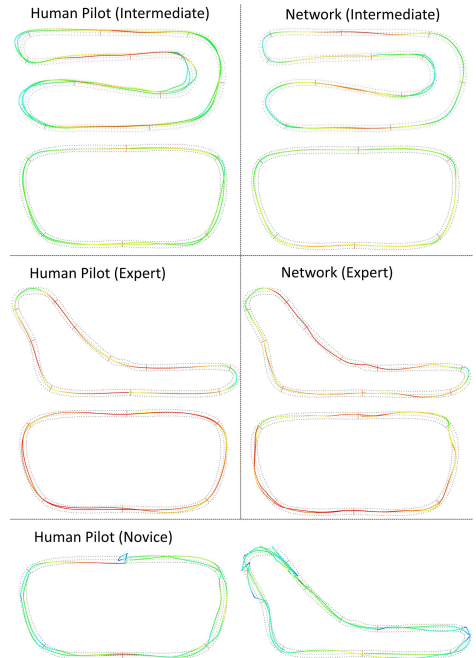 Human Pilot (Intermediate)
Network (Intermediate)
Human Pilot (Expert)
Network (Expert)
Human Pilot (Novice)